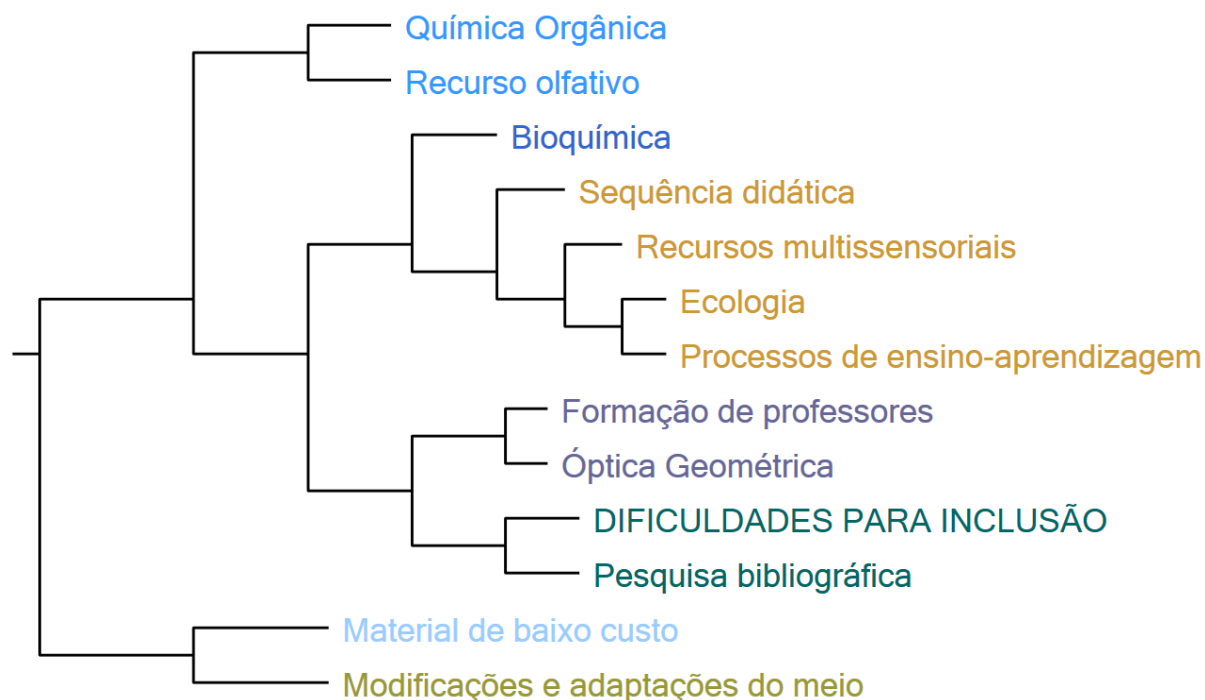 Química Orgânica
Recurso olfativo
Bioquímica
Sequência didática
Recursos multissensoriais
Ecologia
Processos de ensino-aprendizagem
Formação de professores
Óptica Geométrica
DIFICULDADES PARA INCLUSÃO
Pesquisa bibliográfica
Material de baixo custo
Modificações e adaptações do meio